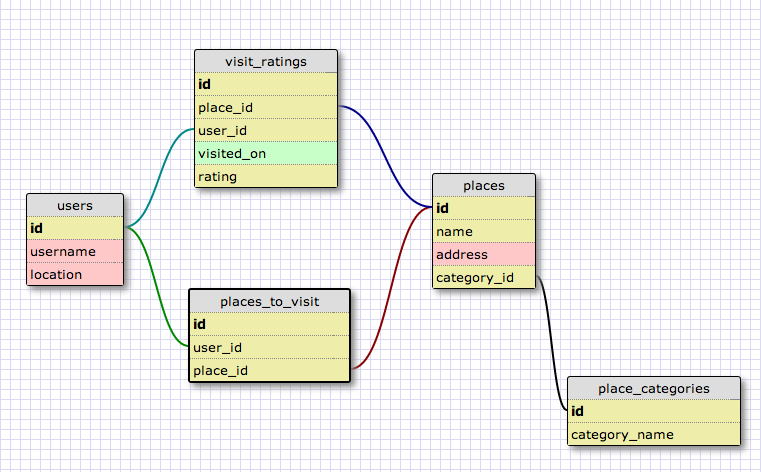 visit_ratings
id
place_id
user_id
visited_on
rating
users
id
username
location
places
id
name
address
category_id
places_to_visit
id
user_id
place_id
place_categories
id
category_name